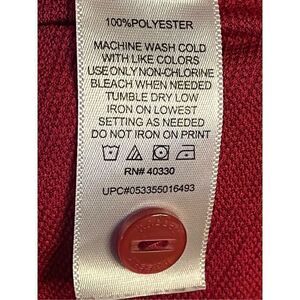 100%POLYESTER
MACHINE WASH COLD
WITH LIKE COLORS
USE ONLY NON-CHLORINE
BLEACH WHEN NEEDED
TUMBLE DRY LOW
IRON ON LOWEST
SETTING AS NEEDED
DO NOT IRON ON PRINT
RN# 40330
UPC#053355016493